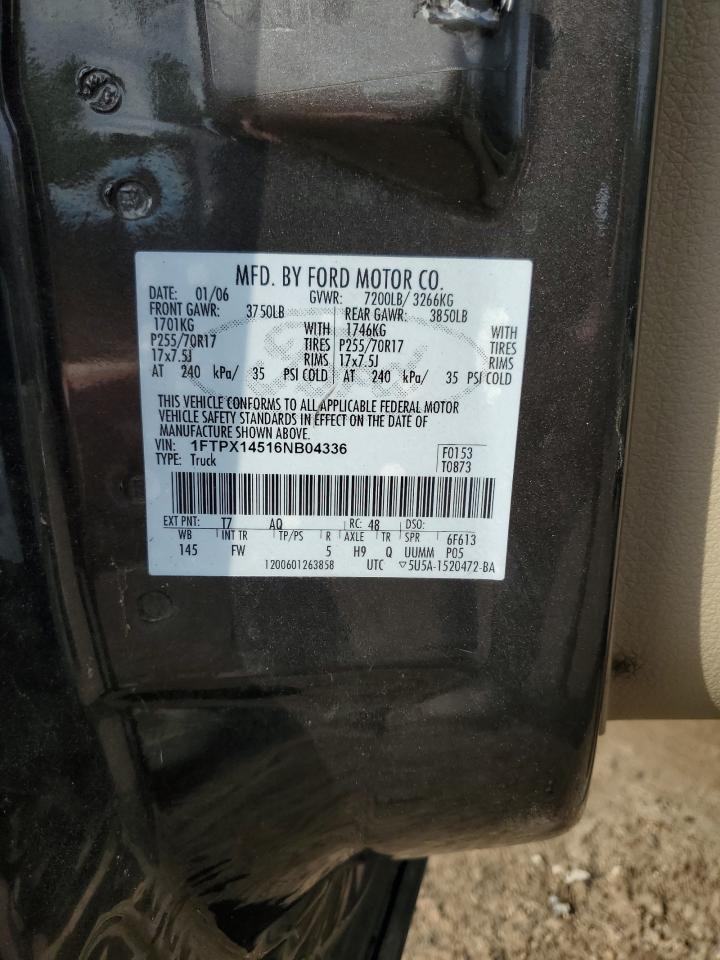 MFD. BY FORD MOTOR CO.
DATE: 01/06 GVWR: 7200LB/ 3266KG
FRONT GAWR: 3750LB REAR GAWR: 3850LB
1701KG WITH 1746KG WITH
P255/70R17 TIRES P255/70R17 TIRES
17x7.5J RIMS 17x7.5J RIMS
AT 240 kPa/ 35 PSI COLD AT 240 kPa/ 35 PSI COLD
THIS VEHICLE CONFORMS TO ALL APPLICABLE FEDERAL MOTOR
VEHICLE SAFETY STANDARDS IN EFFECT ON THE DATE OF
MANUFACTURE SHOWN ABOVE.
VIN: 1FTPX14516NB04336 F0153
TYPE: Truck T0873
EXT PNT: T7 AQ RC: 48 DSO:
WB INT TR TP/PS R AXLE TR SPR 6F613
145 FW 5 H9 Q UUMM P05
1200601263858 UTC ▽5U5A-1520472-BA